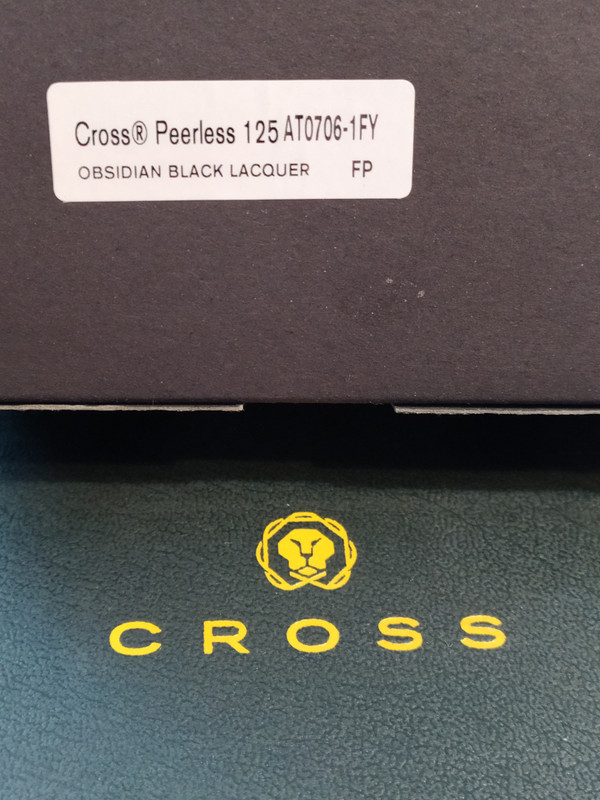 Cross® Peerless 125 AT0706-1FY
OBSIDIAN BLACK LACQUER FP
CROSS